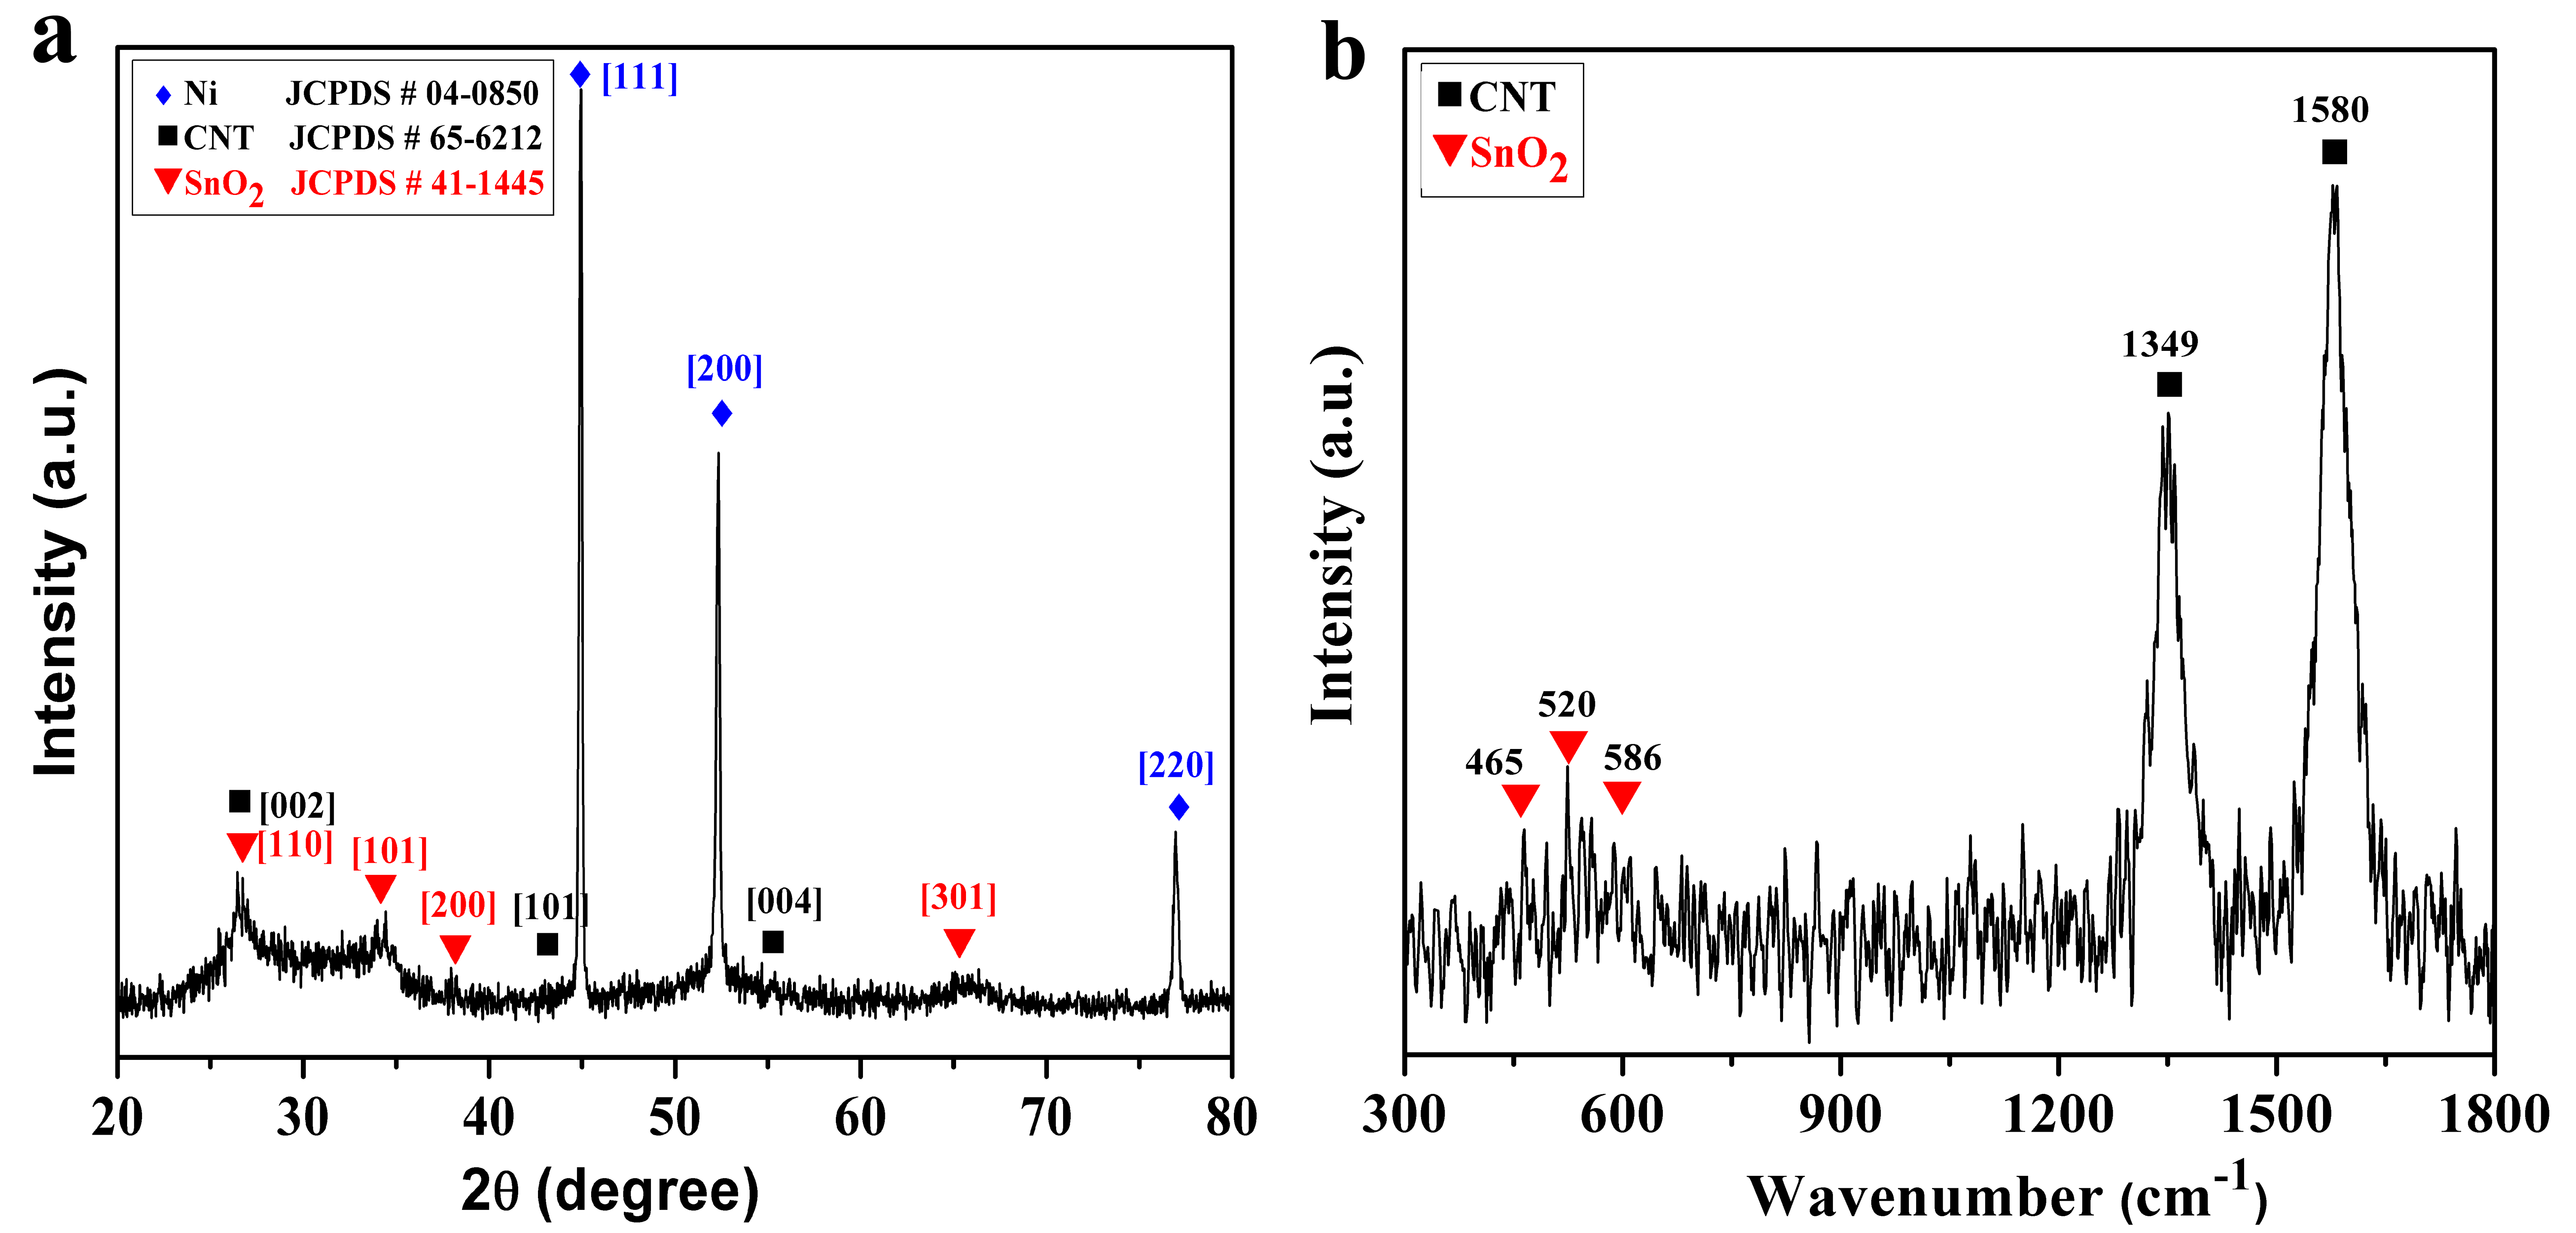 a
Ni JCPDS # 04-0850
CNT JCPDS # 65-6212
SnO2 JCPDS # 41-1445
[111]
[200]
[220]
[002]
[110]
[101]
[200]
[101]
[004]
[301]
Intensity (a.u.)
20 30 40 50 60 70 80
2θ (degree)
b
CNT
SnO2
1580
1349
520
465
586
Intensity (a.u.)
300 600 900 1200 1500 1800
Wavenumber (cm-1)